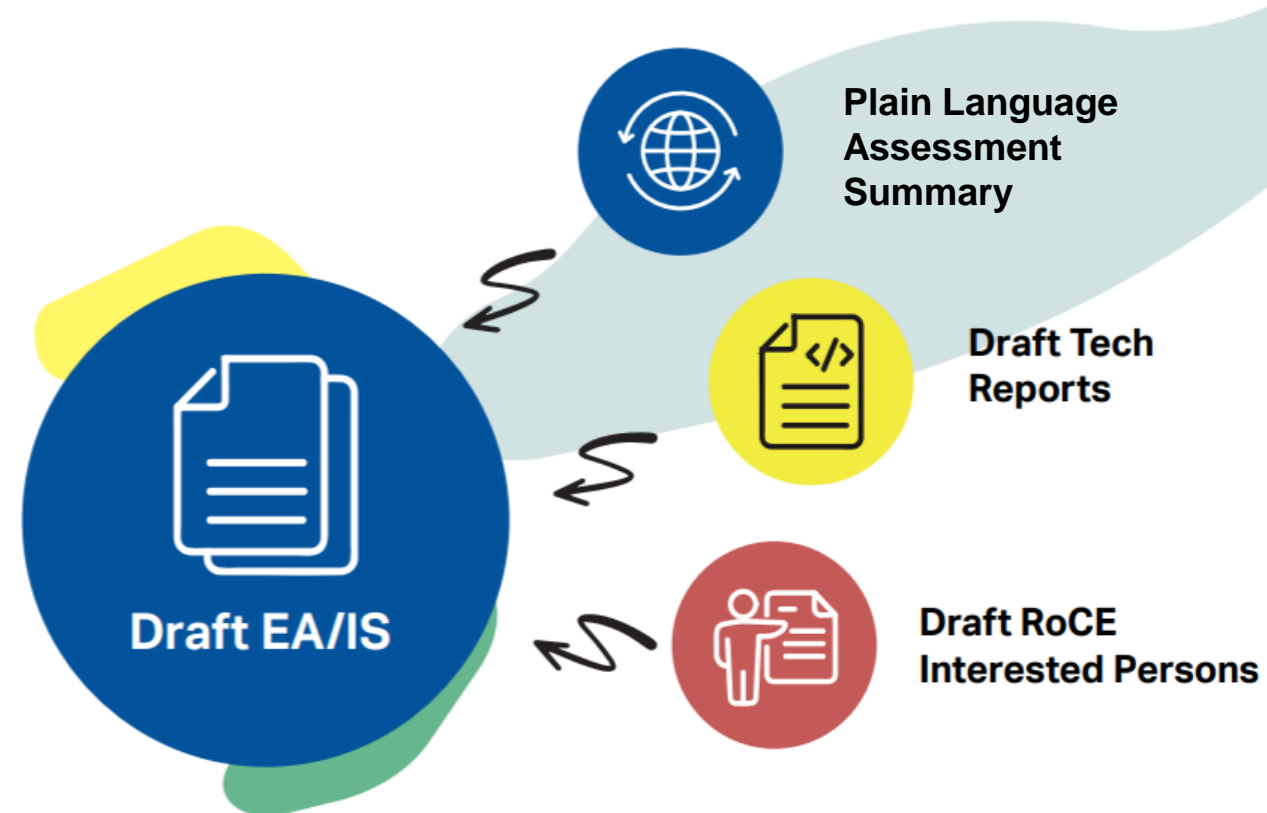 Plain Language
Assessment
Summary
Draft Tech
Reports
Draft EA/IS
Draft RoCE
Interested Persons